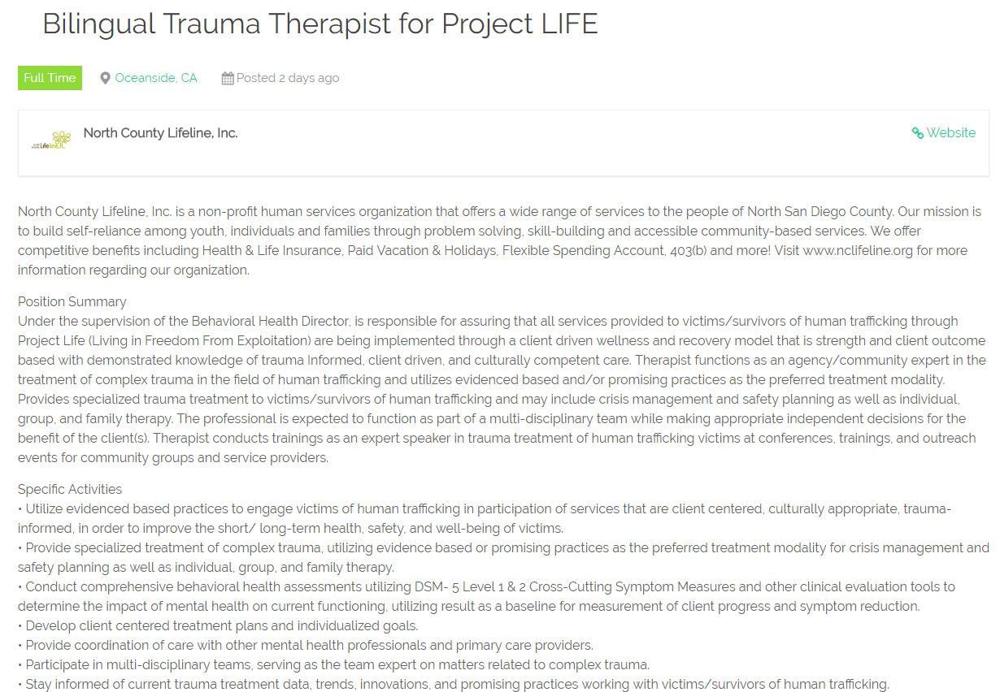 Bilingual Trauma Therapist for Project LIFE
Full Time
Oceanside, CA
Posted 2 days ago
Lifeline
North County Lifeline, Inc.
Website
North County Lifeline, Inc. is a non-profit human services organization that offers a wide range of services to the people of North San Diego County. Our mission is
to build self-reliance among youth, individuals and families through problem solving, skill-building and accessible community-based services. We offer
competitive benefits including Health & Life Insurance, Paid Vacation & Holidays, Flexible Spending Account, 403(b) and more! Visit www.nclifeline.org for more
information regarding our organization.
Position Summary
Under the supervision of the Behavioral Health Director, is responsible for assuring that all services provided to victims/survivors of human trafficking through
Project Life (Living in Freedom From Exploitation) are being implemented through a client driven wellness and recovery model that is strength and client outcome
based with demonstrated knowledge of trauma Informed, client driven, and culturally competent care. Therapist functions as an agency/community expert in the
treatment of complex trauma in the field of human trafficking and utilizes evidenced based and/or promising practices as the preferred treatment modality.
Provides specialized trauma treatment to victims/survivors of human trafficking and may include crisis management and safety planning as well as individual,
group, and family therapy. The professional is expected to function as part of a multi-disciplinary team while making appropriate independent decisions for the
benefit of the client(s). Therapist conducts trainings as an expert speaker in trauma treatment of human trafficking victims at conferences, trainings, and outreach
events for community groups and service providers.
Specific Activities
• Utilize evidenced based practices to engage victims of human trafficking in participation of services that are client centered, culturally appropriate, trauma-
informed, in order to improve the short/ long-term health, safety, and well-being of victims.
• Provide specialized treatment of complex trauma, utilizing evidence based or promising practices as the preferred treatment modality for crisis management and
safety planning as well as individual, group, and family therapy.
• Conduct comprehensive behavioral health assessments utilizing DSM- 5 Level 1 & 2 Cross-Cutting Symptom Measures and other clinical evaluation tools to
determine the impact of mental health on current functioning, utilizing result as a baseline for measurement of client progress and symptom reduction.
• Develop client centered treatment plans and individualized goals.
• Provide coordination of care with other mental health professionals and primary care providers.
• Participate in multi-disciplinary teams, serving as the team expert on matters related to complex trauma.
• Stay informed of current trauma treatment data, trends, innovations, and promising practices working with victims/survivors of human trafficking.